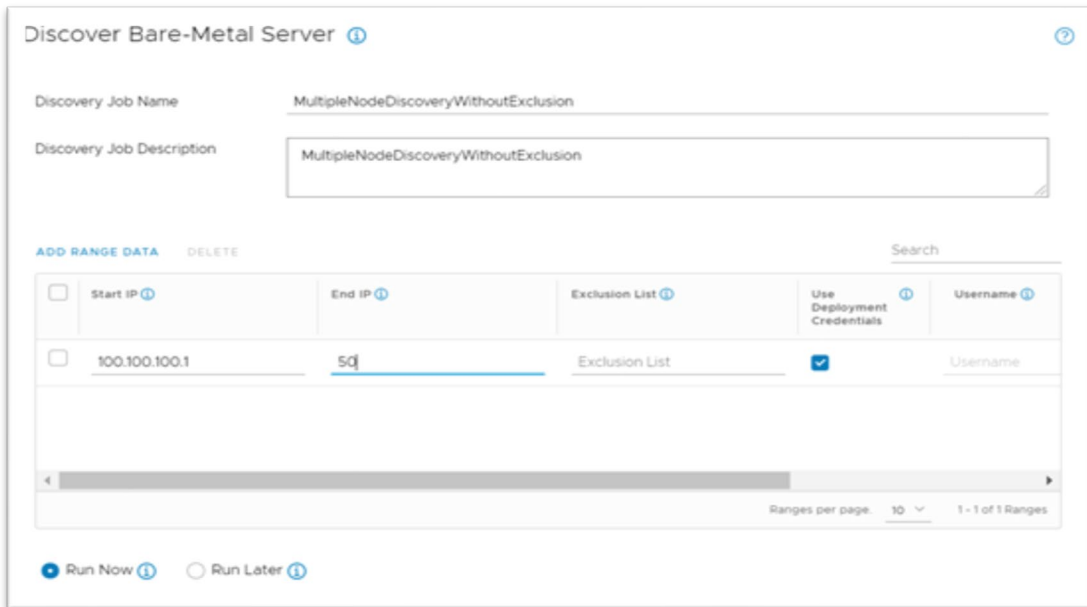 Discover Bare-Metal Server
Discovery Job Name MultipleNodeDiscoveryWithoutExclusion
Discovery Job Description MultipleNodeDiscoveryWithoutExclusion
ADD RANGE DATA DELETE Search
Start IP End IP Exclusion List Use Deployment Credentials Username
100.100.100.1 50 Exclusion List Username
Ranges per page. 10 1 - 1 of 1 Ranges
Run Now Run Later